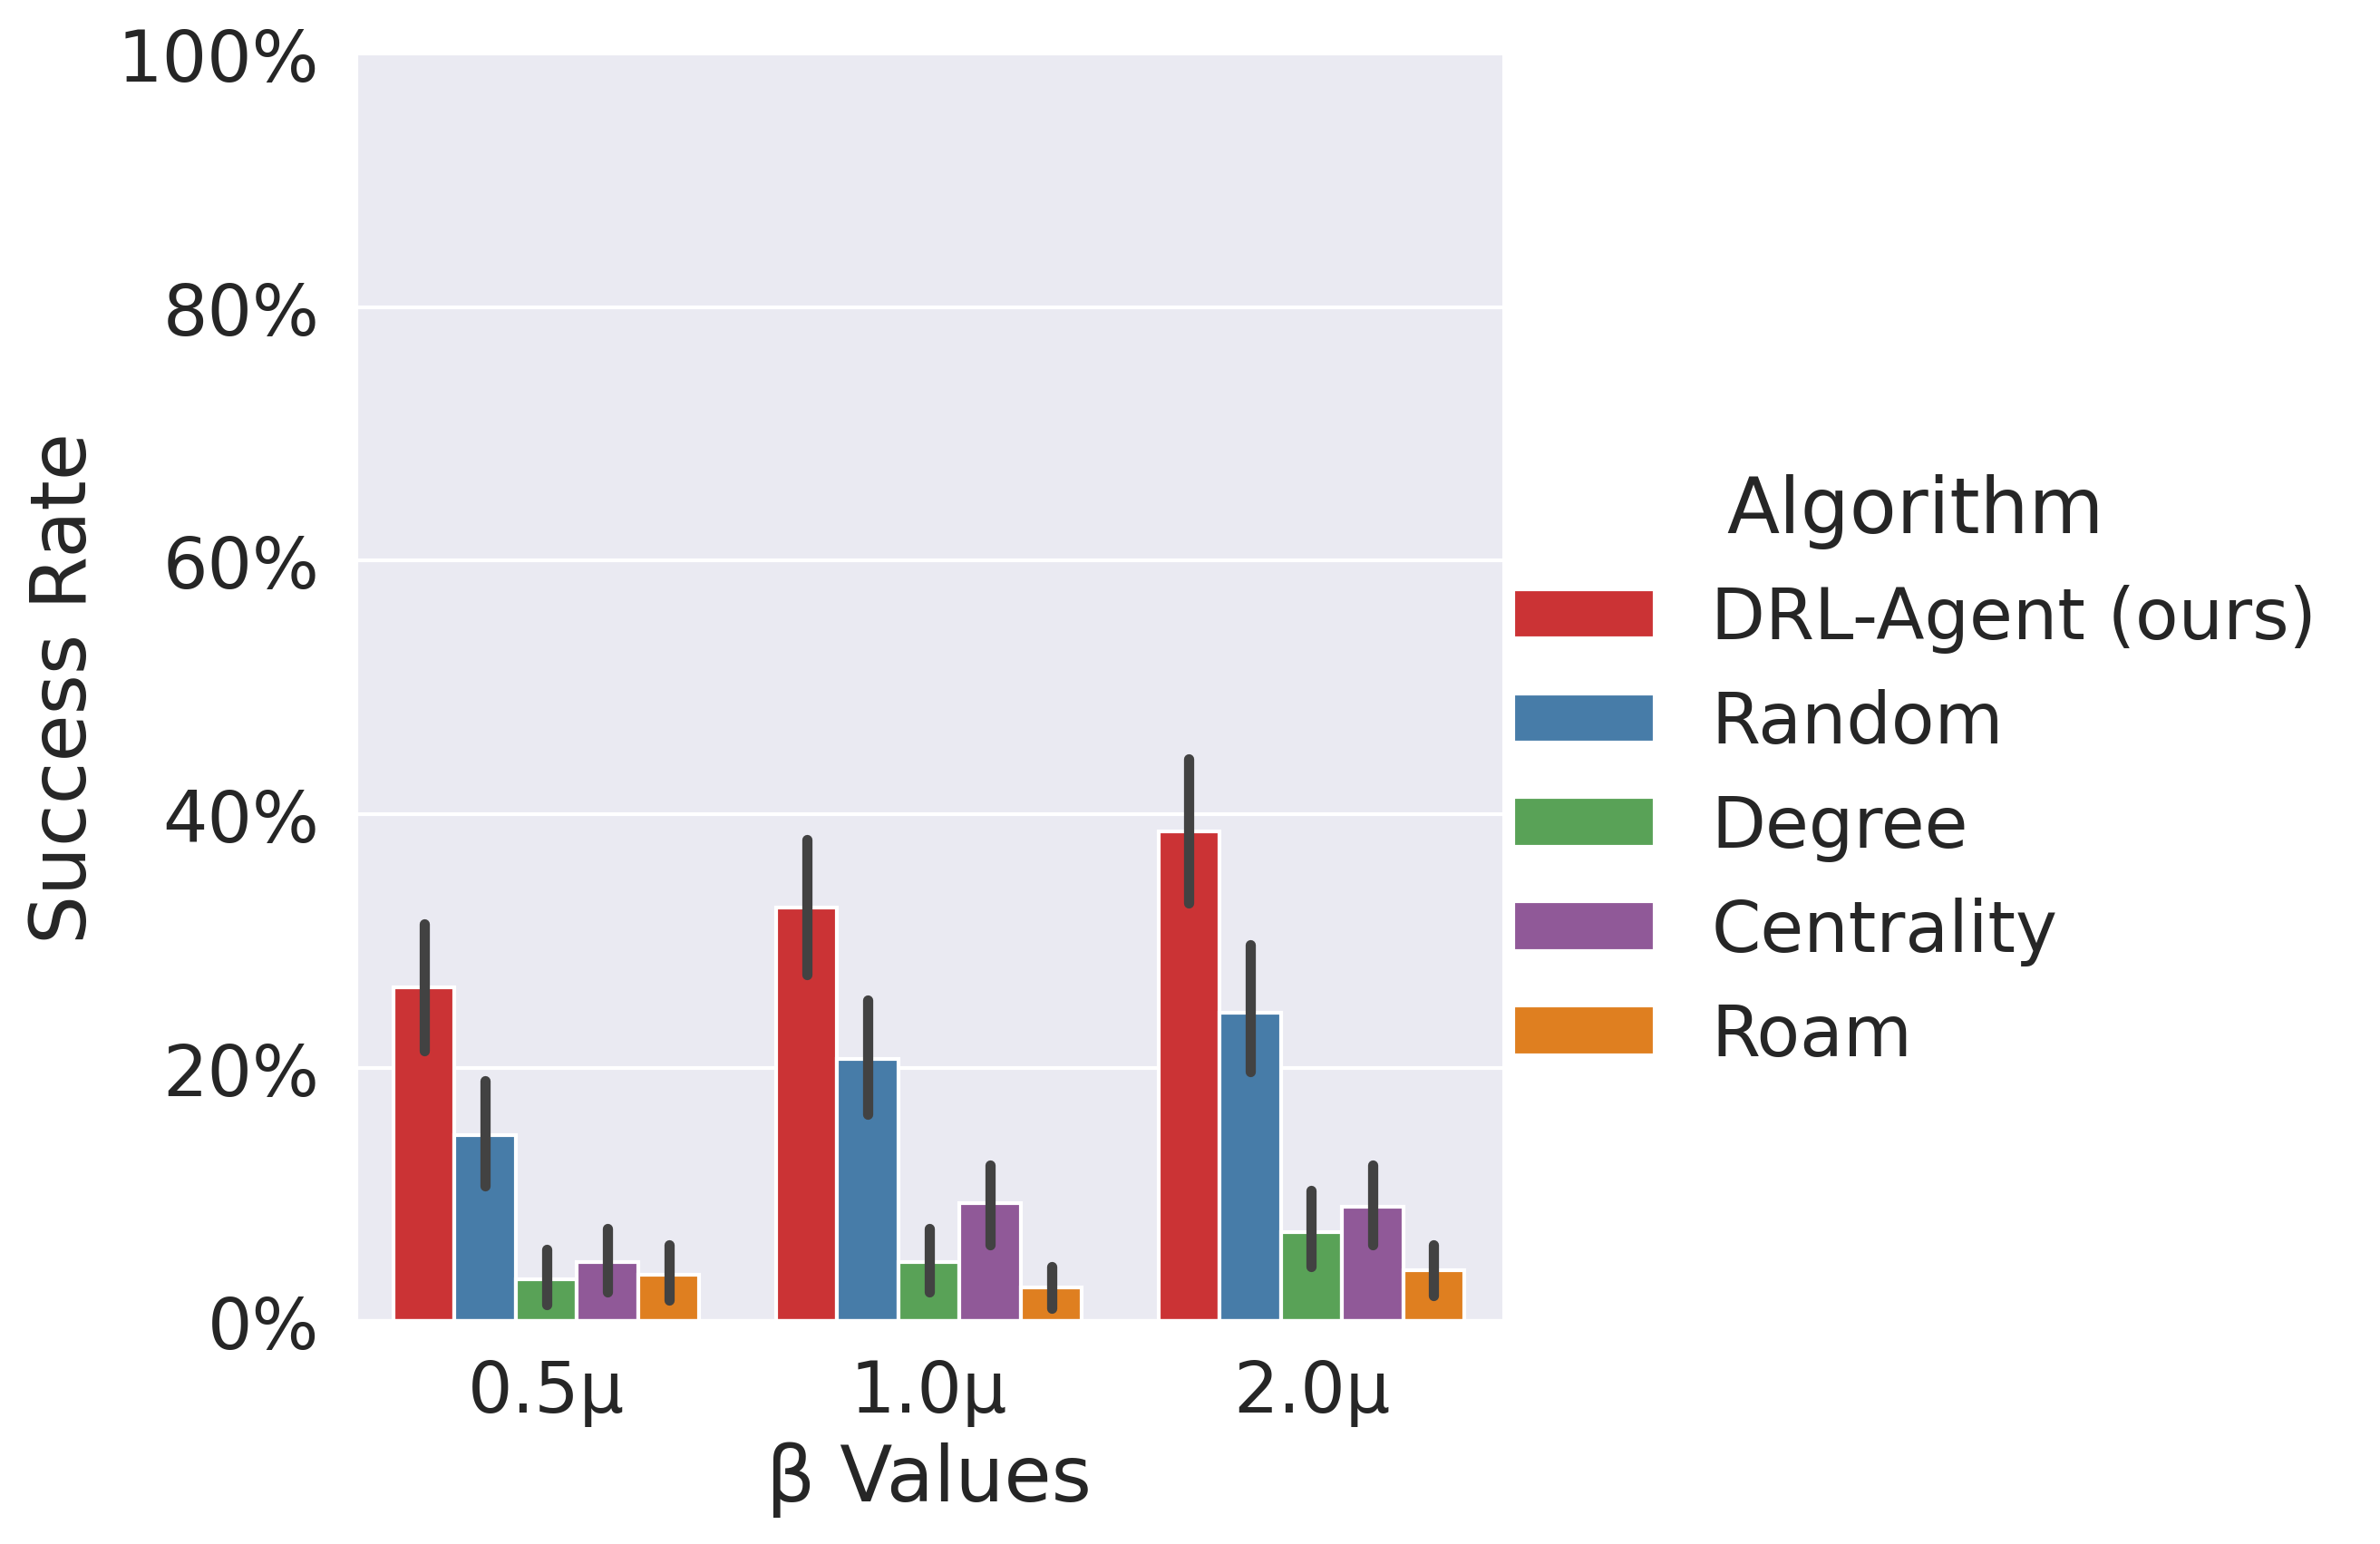 100%
80%
60%
40%
20%
0%
Success Rate
0.5μ
1.0μ
2.0μ
β Values
Algorithm
DRL-Agent (ours)
Random
Degree
Centrality
Roam